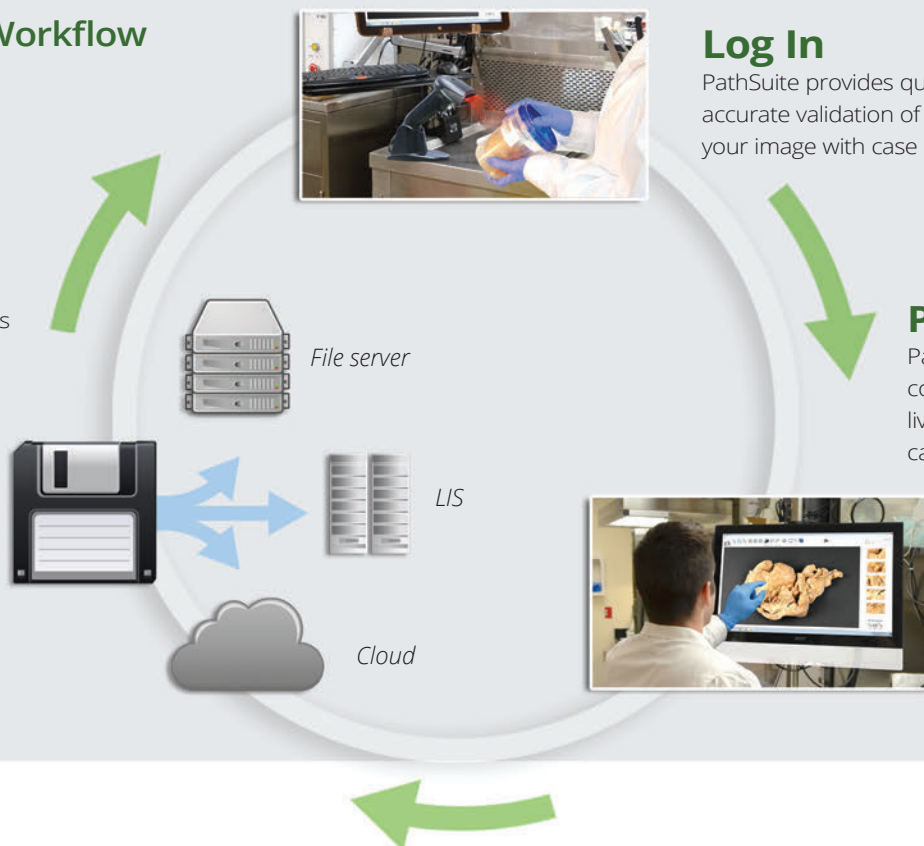 Workflow
Log In
PathSuite provides
accurate validation of
your image with case
s
File server
LIS
Cloud
P
Pa
co
liv
ca